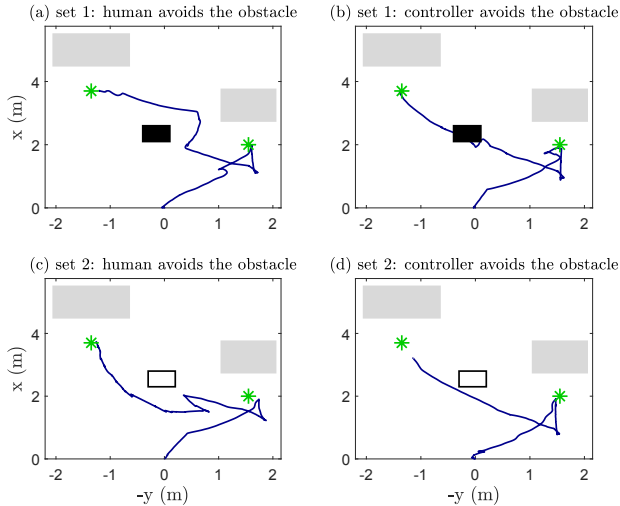 (a) set 1: human avoids the obstacle
(b) set 1: controller avoids the obstacle
x (m)
4
2
0
-2 -1 0 1 2
4
2
0
-2 -1 0 1 2
(c) set 2: human avoids the obstacle
(d) set 2: controller avoids the obstacle
x (m)
4
2
0
-2 -1 0 1 2
-y (m)
4
2
0
-2 -1 0 1 2
-y (m)